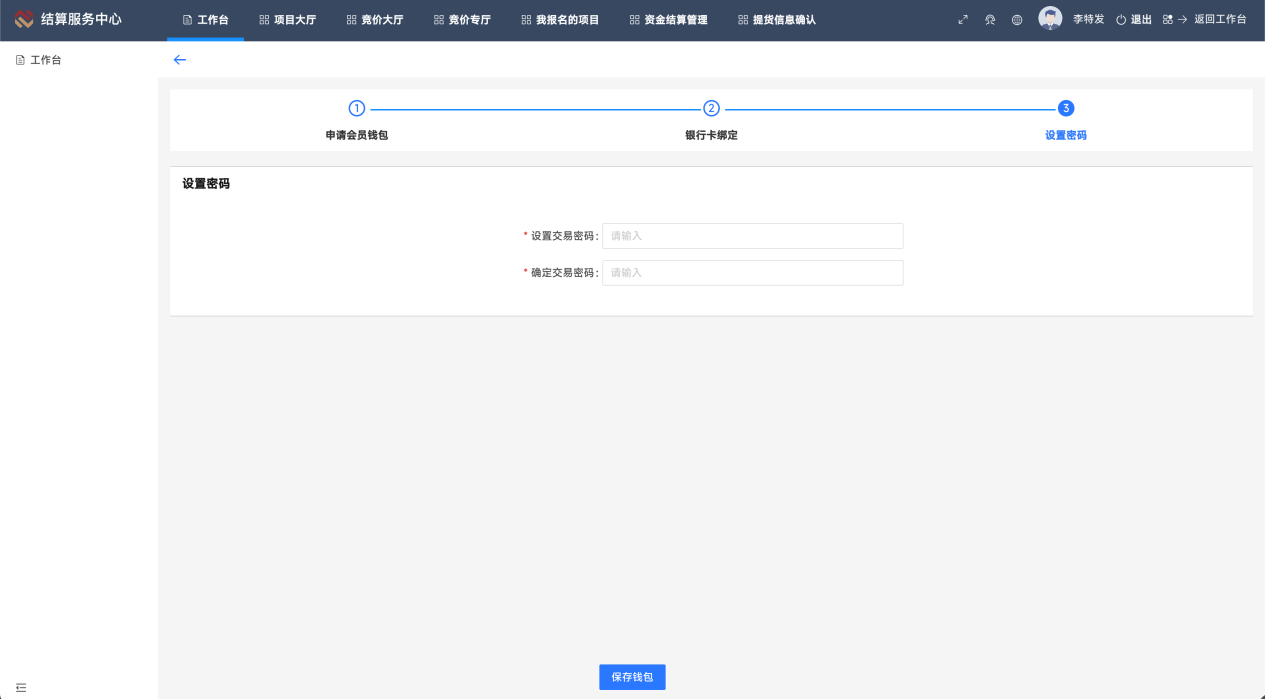 结算服务中心 工作台 项目大厅 竞价大厅 竞价专厅 我报名的项目 资金结算管理 提货信息确认 李特发 退出 返回工作台
工作台
1 2 3
申请会员钱包 银行卡绑定 设置密码
设置密码
* 设置交易密码: 请输入
* 确定交易密码: 请输入
保存钱包